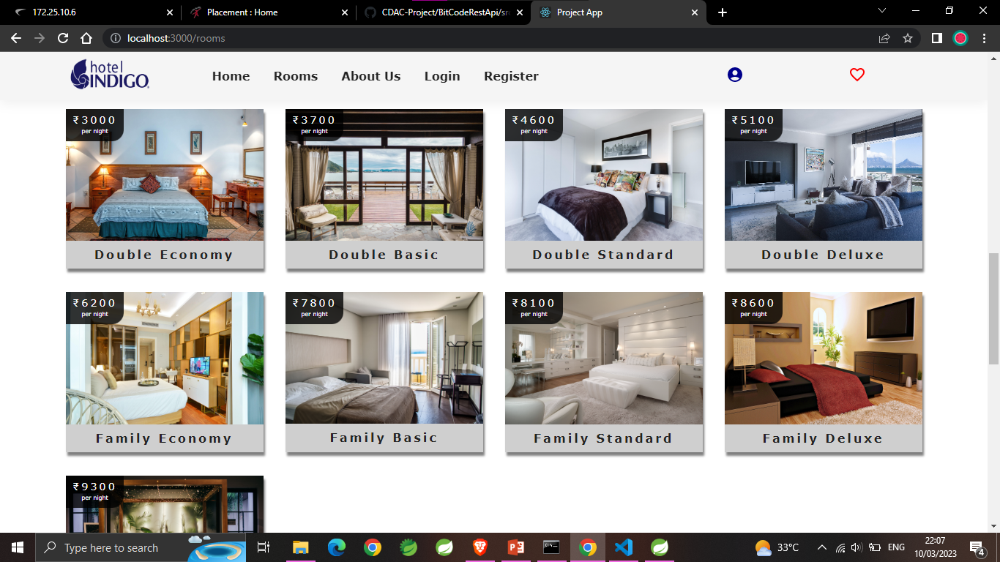 172.25.10.6
Placement : Home
CDAC-Project/BitCodeRestApi/sr
Project App
localhost:3000/rooms
hotel
INDIGO
Home
Rooms
About Us
Login
Register
₹3000
per night
₹3700
per night
₹4600
per night
₹5100
per night
Double Economy
Double Basic
Double Standard
Double Deluxe
₹6200
per night
₹7800
per night
₹8100
per night
₹8600
per night
Family Economy
Family Basic
Family Standard
Family Deluxe
₹9300
per night
Type here to search
33°C
ENG
22:07
10/03/2023
4